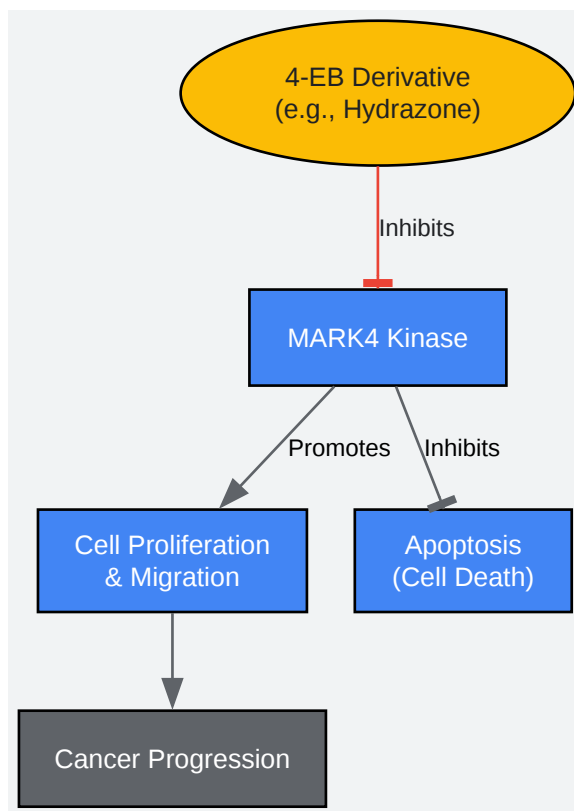 4-EB Derivative
(e.g., Hydrazone)
Inhibits
MARK4 Kinase
Promotes
Inhibits
Cell Proliferation
& Migration
Apoptosis
(Cell Death)
Cancer Progression